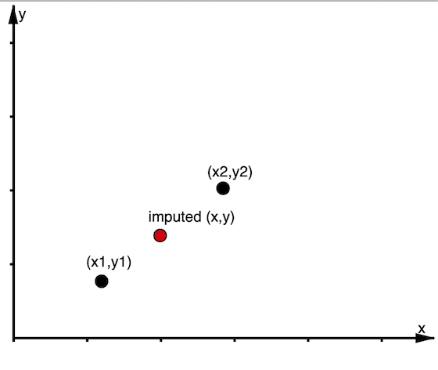 y
(x2,y2)
imputed (x,y)
(x1,y1)
x